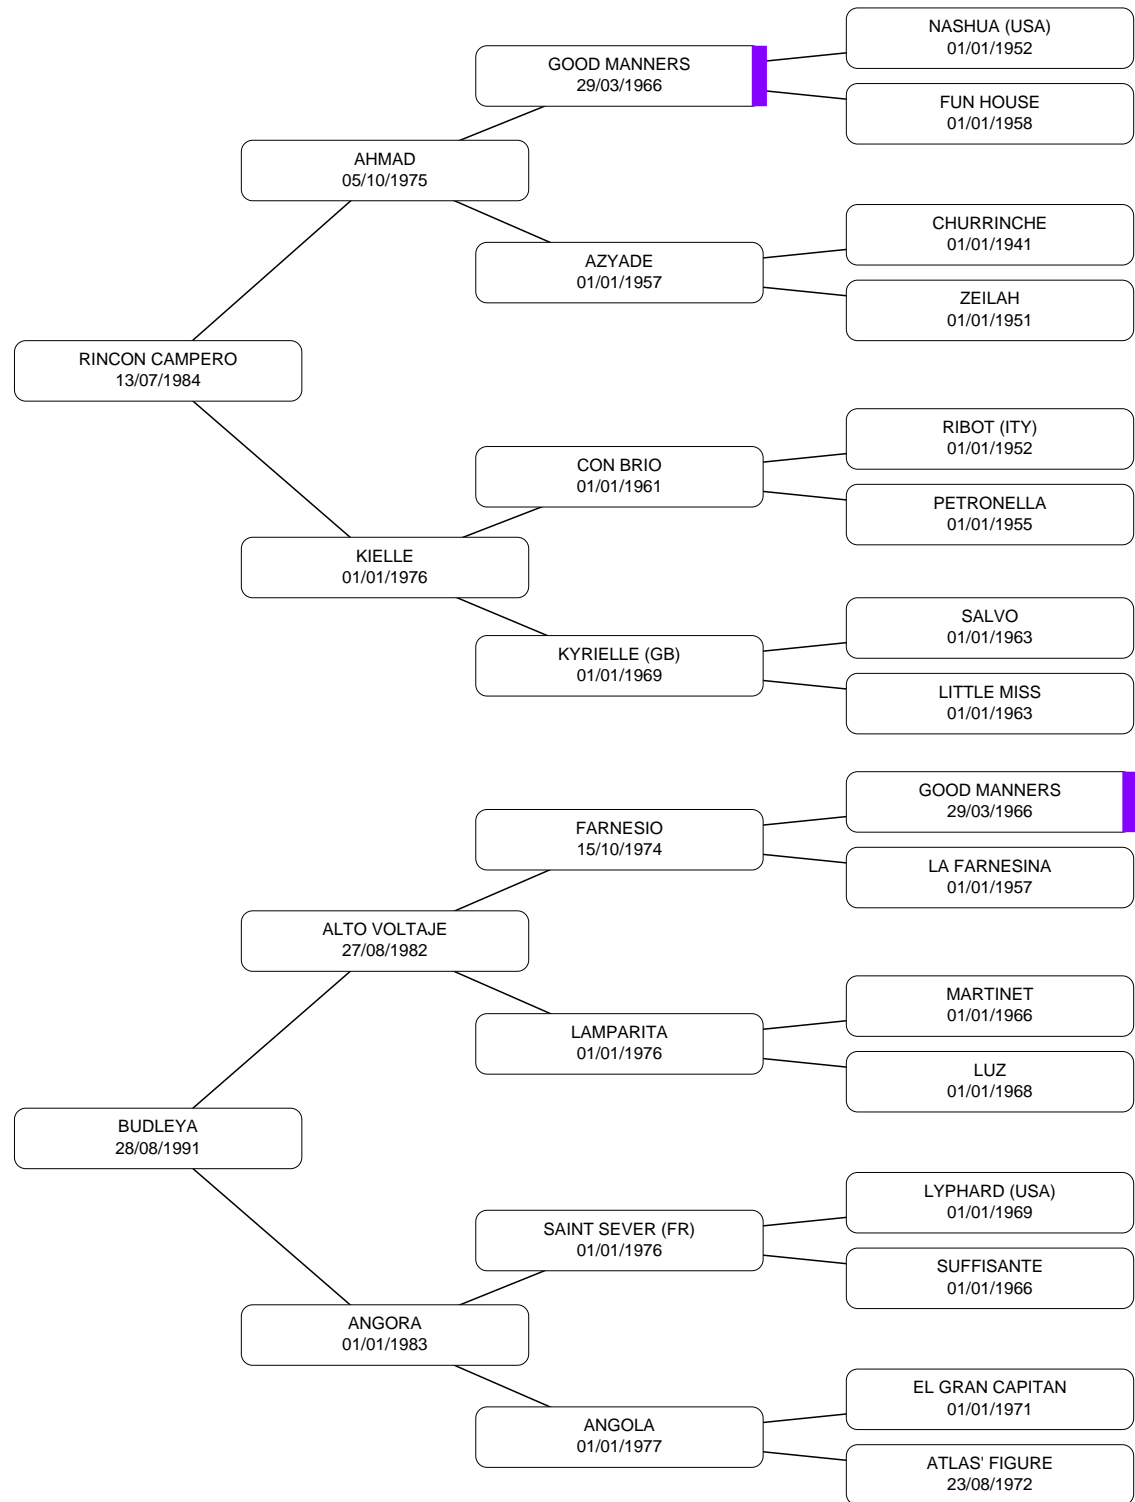 NASHUA (USA)
01/01/1952
GOOD MANNERS
29/03/1966
FUN HOUSE
01/01/1958
AHMAD
05/10/1975
CHURRINCHE
01/01/1941
AZYADE
01/01/1957
ZEILAH
01/01/1951
RINCON CAMPERO
13/07/1984
RIBOT (ITY)
01/01/1952
CON BRIO
01/01/1961
PETRONELLA
01/01/1955
KIELLE
01/01/1976
SALVO
01/01/1963
KYRIELLE (GB)
01/01/1969
LITTLE MISS
01/01/1963
GOOD MANNERS
29/03/1966
FARNESIO
15/10/1974
LA FARNESINA
01/01/1957
ALTO VOLTAJE
27/08/1982
MARTINET
01/01/1966
LAMPARITA
01/01/1976
LUZ
01/01/1968
BUDLEYA
28/08/1991
LYPHARD (USA)
01/01/1969
SAINT SEVER (FR)
01/01/1976
SUFFISANTE
01/01/1966
ANGORA
01/01/1983
EL GRAN CAPITAN
01/01/1971
ANGOLA
01/01/1977
ATLAS' FIGURE
23/08/1972